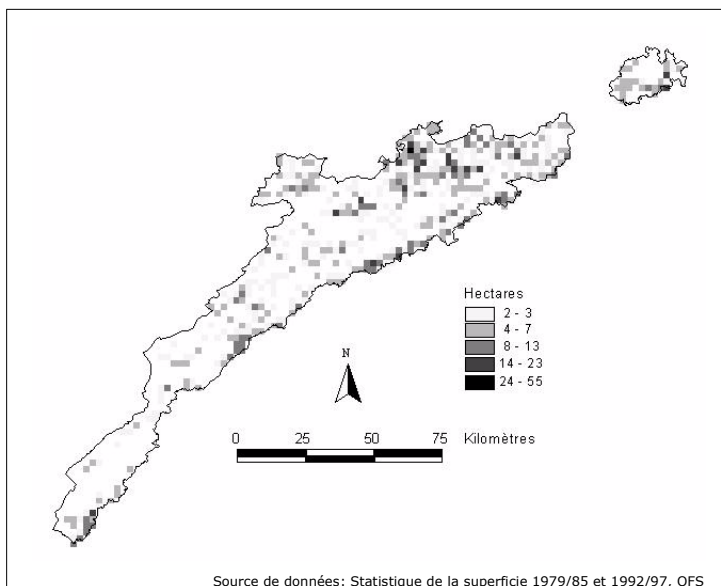 Hectares
2 - 3
4 - 7
8 - 13
14 - 23
24 - 55
N
0 25 50 75 Kilomètres
Source de données: Statistique de la superficie 1979/85 et 1992/97, OFS